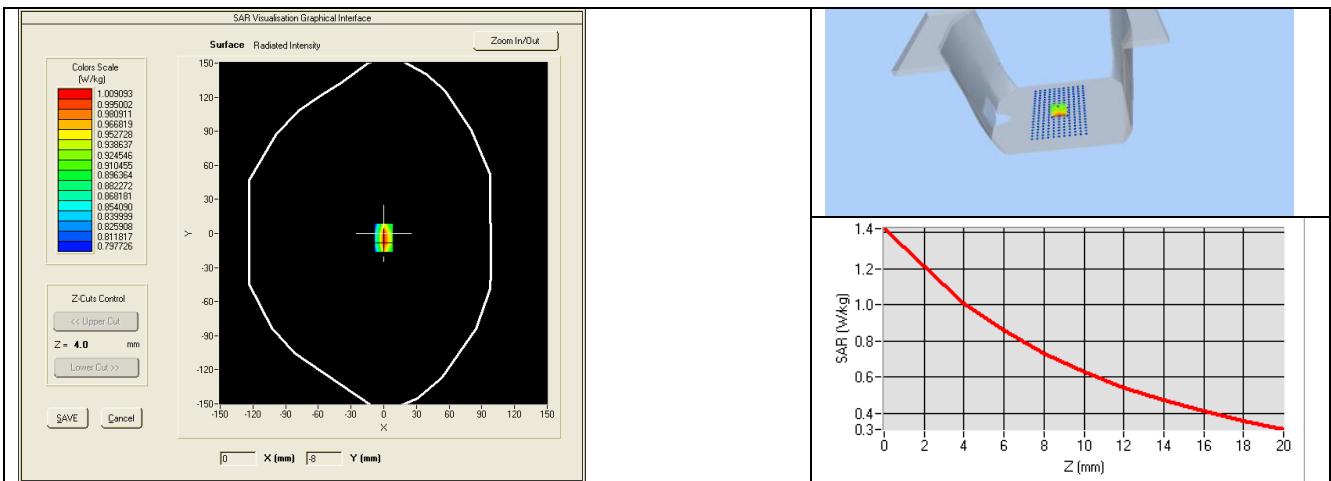 SAR Visualisation Graphical Interface
Surface Radiated Intensity
Zoom In/Out
Colors Scale
(W/kg)
1.009093
0.995002
0.980911
0.966819
0.952728
0.938637
0.924546
0.910455
0.896364
0.882272
0.868181
0.854090
0.839999
0.825908
0.811817
0.797726
Z-Cuts Control
<< Upper Cut
Z = 4.0 mm
Lower Cut >>
SAVE Cancel
150
120
90
60
30
0
-30
-60
-90
-120
-150
Y
-150 -120 -90 -60 -30 0 30 60 90 120 150
X
0 X (mm) -8 Y (mm)
1.4
1.2
1.0
0.8
0.6
0.4
0.3
SAR (W/kg)
0 2 4 6 8 10 12 14 16 18 20
Z (mm)